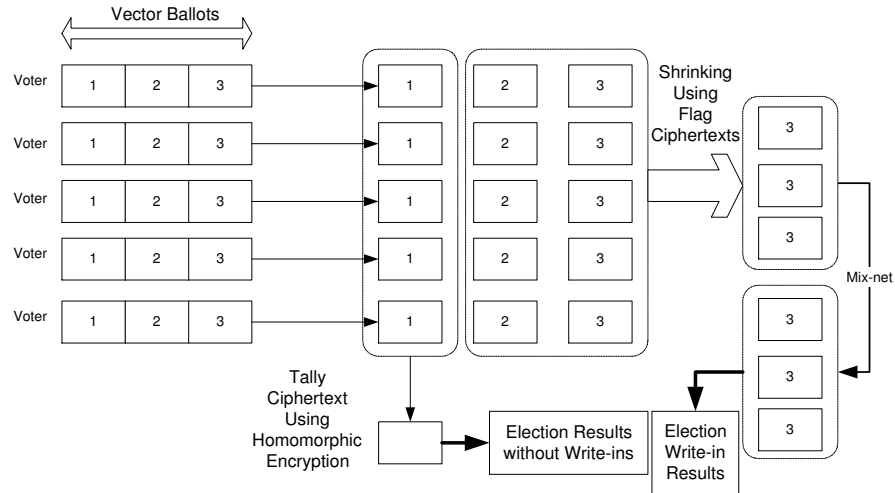 Vector Ballots
Voter 1 2 3 1 2 3
Voter 1 2 3 1 2 3
Voter 1 2 3 1 2 3
Voter 1 2 3 1 2 3
Voter 1 2 3 1 2 3
Shrinking
Using
Flag
Ciphertexts
3
3
3
Mix-net
3
3
3
Tally
Ciphertext
Using
Homomorphic
Encryption
Election Results
without Write-ins
Election
Write-in
Results